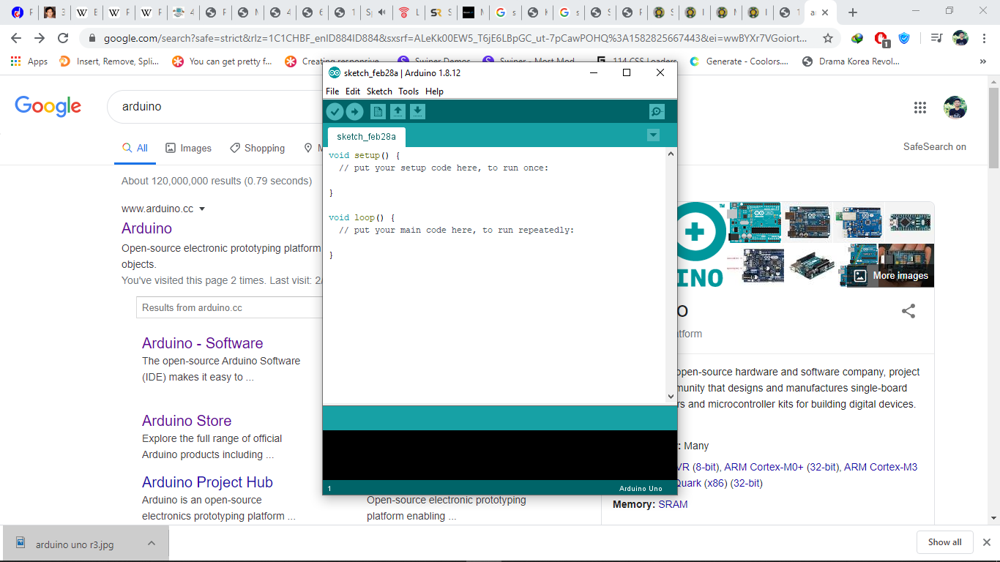 google.com/search?safe=strict&rlz=1C1CHBF_enID884ID884&sxsrf=ALeKk00EW5_T6jE6LBpGC_ut-7pCawPOHQ%3A1582825667443&ei=wwBYXr7VGoiort...
1
Apps
Insert, Remove, Spli...
You can get pretty f...
Creating responsive
Swiper Demos
Swiper - Most Mod
114 CSS Loaders
Generate - Coolors....
Drama Korea Revol...
»
sketch_feb28a | Arduino 1.8.12
File Edit Sketch Tools Help
sketch_feb28a
void setup() {
// put your setup code here, to run once:
}
void loop() {
// put your main code here, to run repeatedly:
}
1
Arduino Uno
Google
arduino
All
Images
Shopping
SafeSearch on
About 120,000,000 results (0.79 seconds)
www.arduino.cc
Arduino
Open-source electronic prototyping platform
objects.
You've visited this page 2 times. Last visit: 2/
Results from arduino.cc
Arduino - Software
The open-source Arduino Software
(IDE) makes it easy to ...
Arduino Store
Explore the full range of official
Arduino products including ...
Arduino Project Hub
Arduino is an open-source
electronics prototyping platform ...
Open-source electronic prototyping
platform enabling ...
INO
TM
More images
o
tform
open-source hardware and software company, project
munity that designs and manufactures single-board
rs and microcontroller kits for building digital devices.
r: Many
VR (8-bit), ARM Cortex-M0+ (32-bit), ARM Cortex-M3
Quark (x86) (32-bit)
Memory: SRAM
arduino uno r3.jpg
Show all